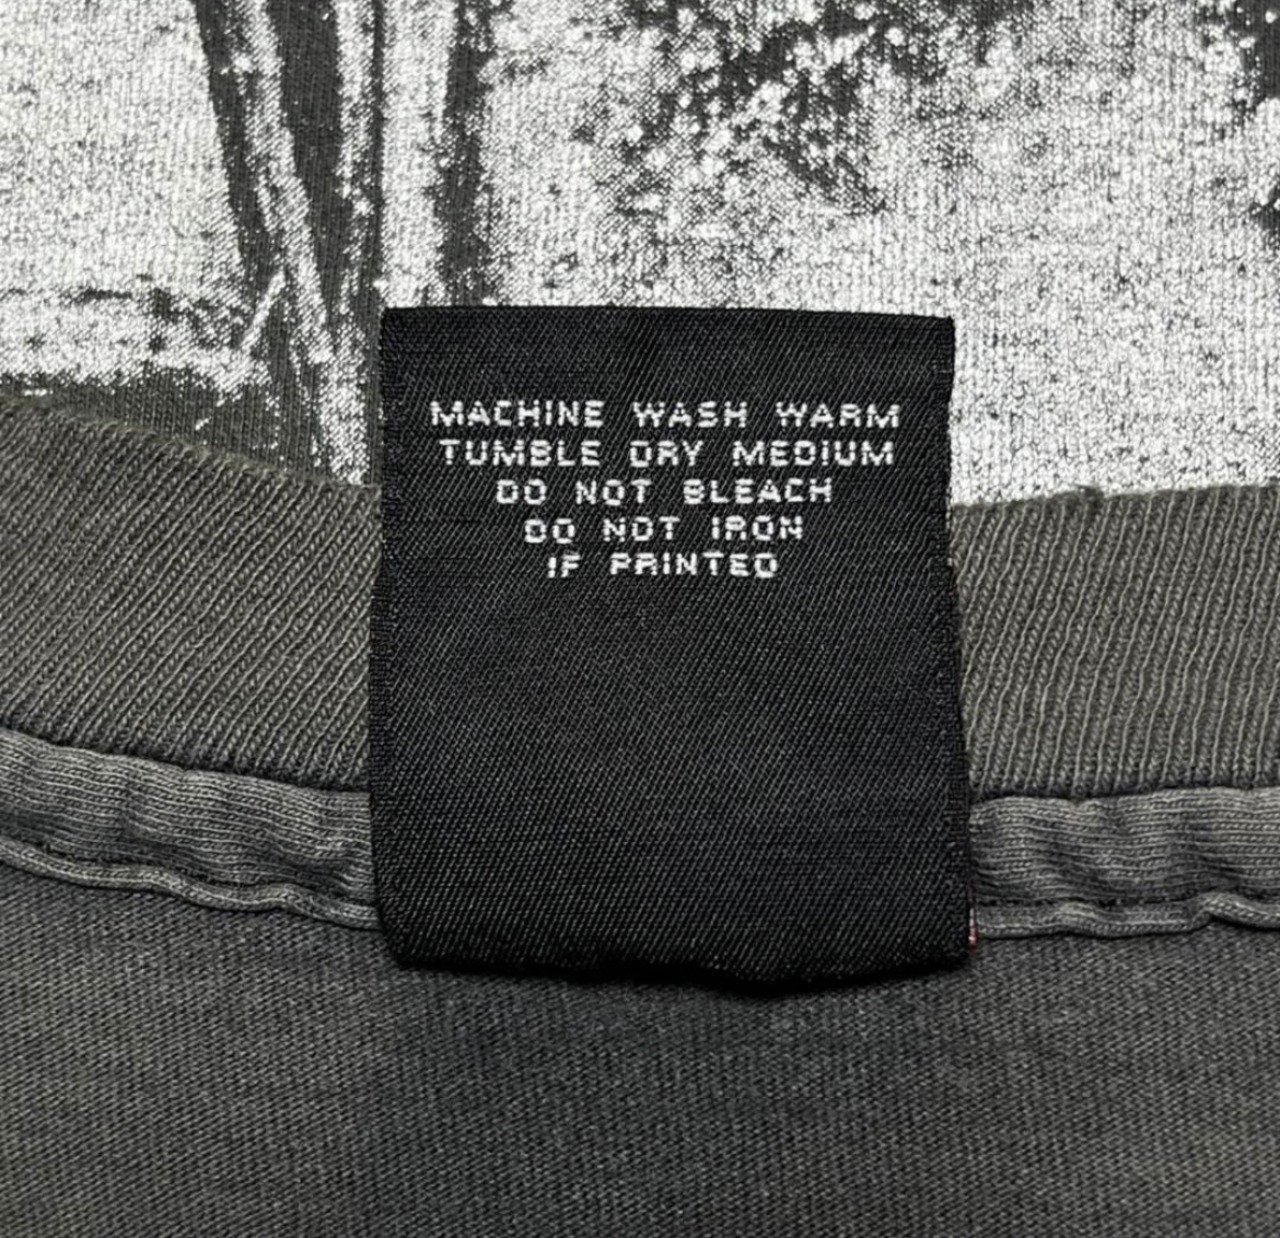 MACHINE WASH WARM
TUMBLE DRY MEDIUM
DO NOT BLEACH
DO NOT IRON
IF PRINTED